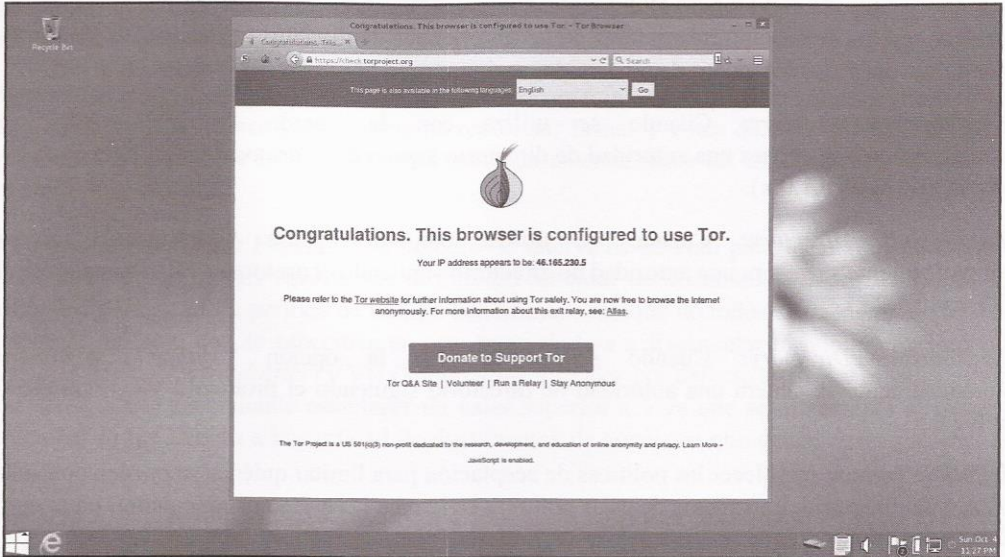 Recycle Bin
Congratulations. This browser is configured to use Tor. - Tor Browser
Congratulations. This...
https://check.torproject.org
Search
This page is also available in the following languages: English Go
Congratulations. This browser is configured to use Tor.
Your IP address appears to be: 46.165.230.5
Please refer to the Tor website for further information about using Tor safely. You are now free to browse the Internet
anonymously. For more information about this exit relay, see: Atlas.
Donate to Support Tor
Tor Q&A Site | Volunteer | Run a Relay | Stay Anonymous
The Tor Project is a US 501(c)(3) non-profit dedicated to the research, development, and education of online anonymity and privacy. Learn More »
JavaScript is enabled.
Sun Oct 4
11:27 PM